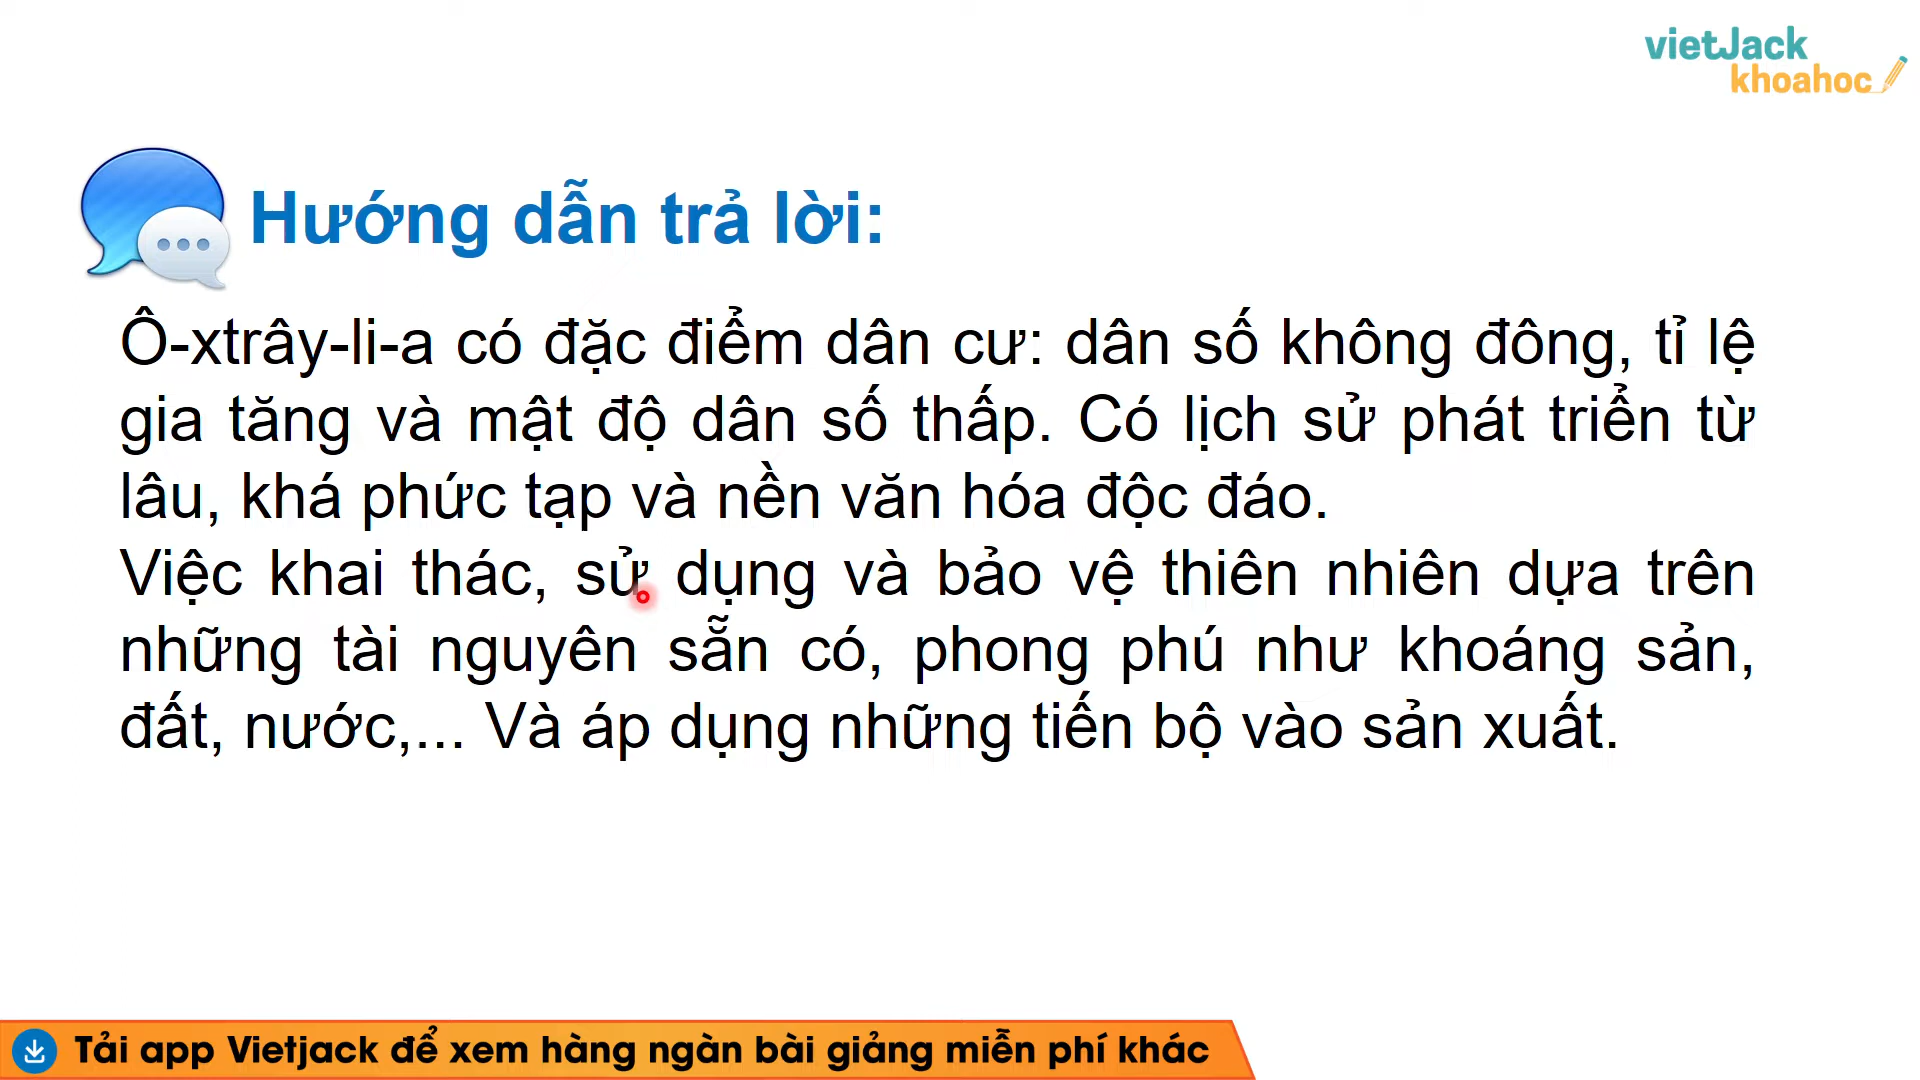 vietJack
khoahoc
Hướng dẫn trả lời:
Ô-xtrây-li-a có đặc điểm dân cư: dân số không đông, tỉ lệ
gia tăng và mật độ dân số thấp. Có lịch sử phát triển từ
lâu, khá phức tạp và nền văn hóa độc đáo.
Việc khai thác, sử dụng và bảo vệ thiên nhiên dựa trên
những tài nguyên sẵn có, phong phú như khoáng sản,
đất, nước,... Và áp dụng những tiến bộ vào sản xuất.
Tải app Vietjack để xem hàng ngàn bài giảng miễn phí khác